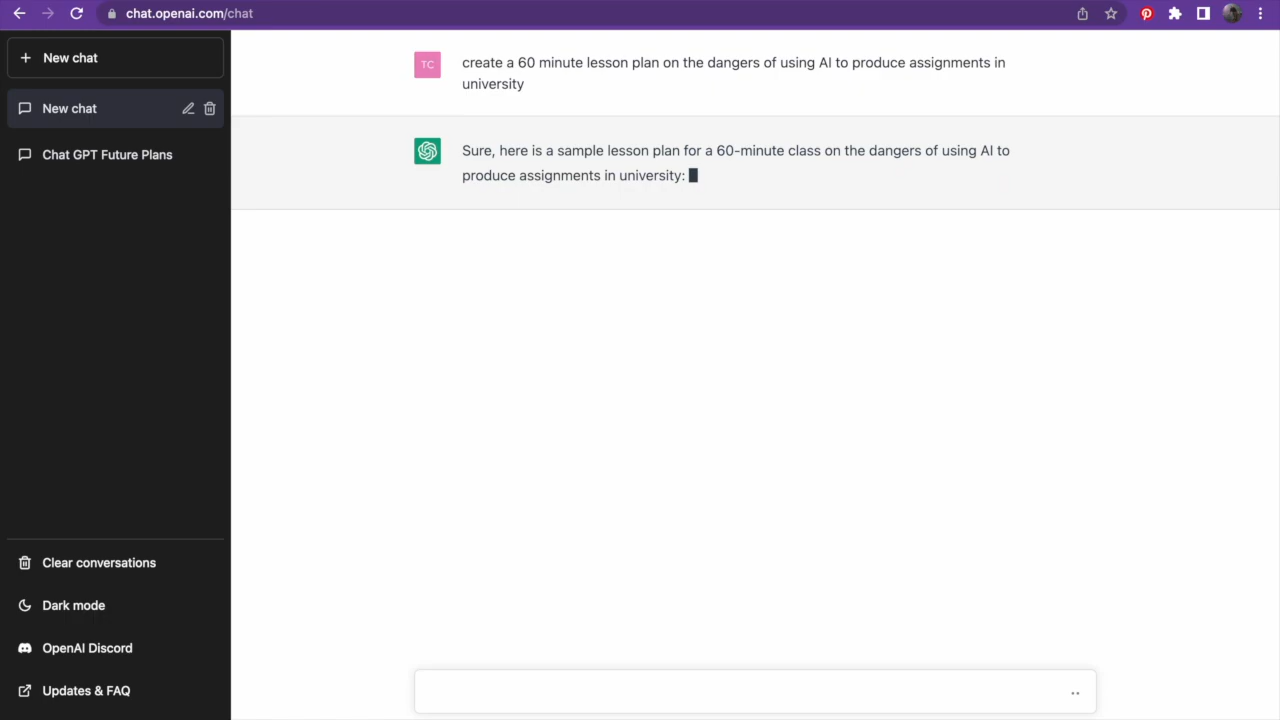 chat.openai.com/chat
New chat
New chat
Chat GPT Future Plans
Clear conversations
Dark mode
OpenAI Discord
Updates & FAQ
TC
create a 60 minute lesson plan on the dangers of using AI to produce assignments in
university
Sure, here is a sample lesson plan for a 60-minute class on the dangers of using AI to
produce assignments in university: